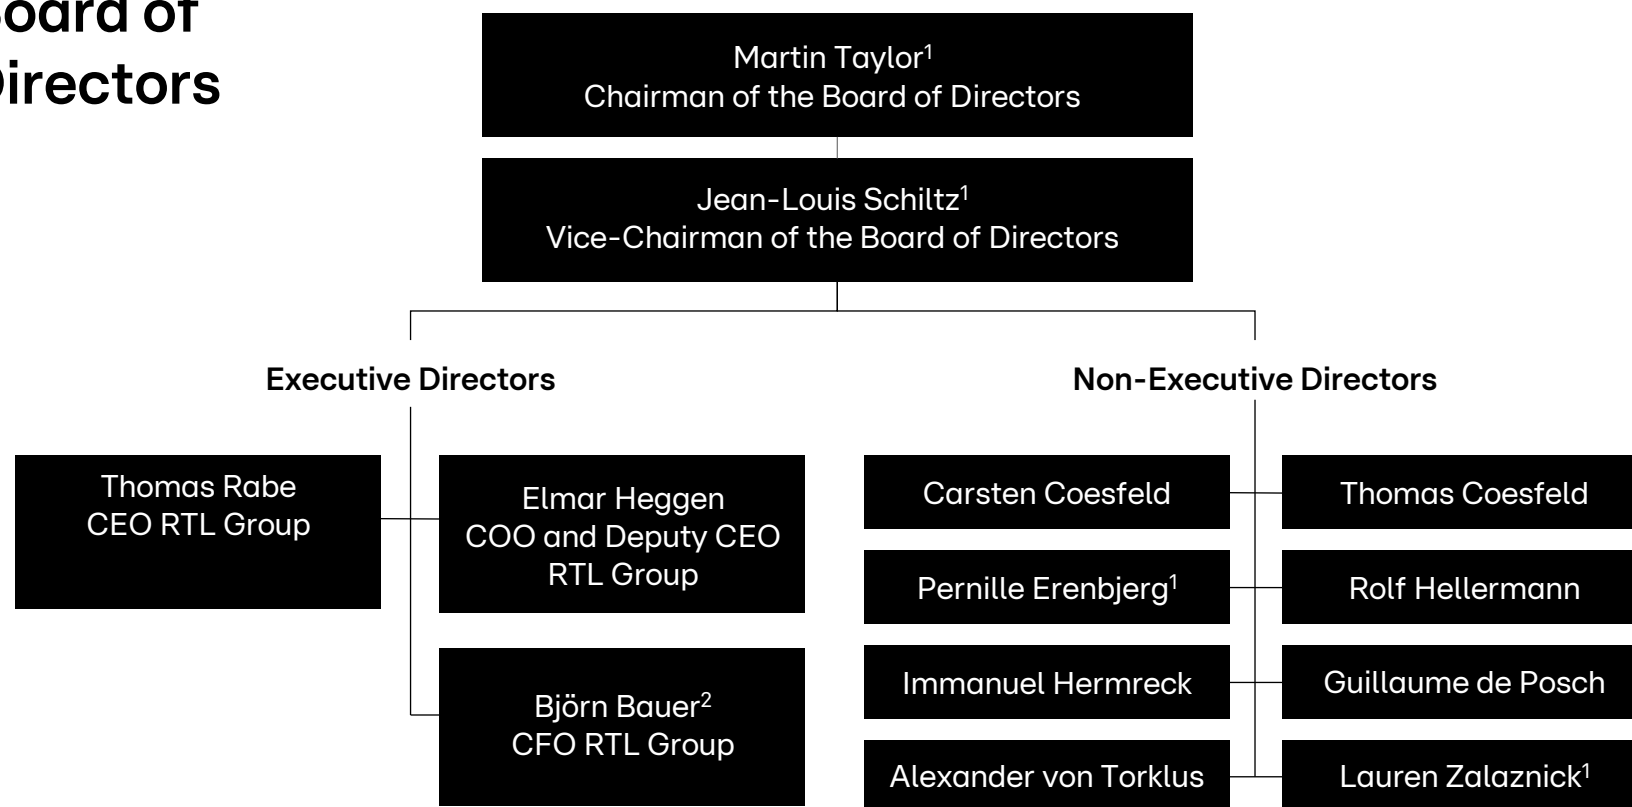 Board of
Directors
Martin Taylor¹
Chairman of the Board of Directors
Jean-Louis Schiltz¹
Vice-Chairman of the Board of Directors
Executive Directors
Non-Executive Directors
Thomas Rabe
CEO RTL Group
Elmar Heggen
COO and Deputy CEO
RTL Group
Björn Bauer²
CFO RTL Group
Carsten Coesfeld
Thomas Coesfeld
Pernille Erenbjerg¹
Rolf Hellermann
Immanuel Hermreck
Guillaume de Posch
Alexander von Torklus
Lauren Zalaznick¹